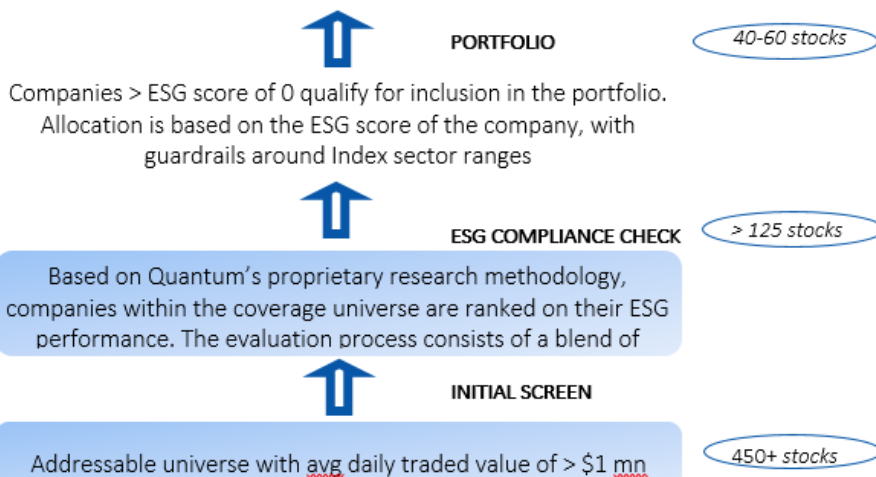 PORTFOLIO
40-60 stocks
Companies > ESG score of 0 qualify for inclusion in the portfolio.
Allocation is based on the ESG score of the company, with
guardrails around Index sector ranges
ESG COMPLIANCE CHECK
> 125 stocks
Based on Quantum's proprietary research methodology,
companies within the coverage universe are ranked on their ESG
performance. The evaluation process consists of a blend of
INITIAL SCREEN
Addressable universe with avg daily traded value of > $1 mn
450+ stocks